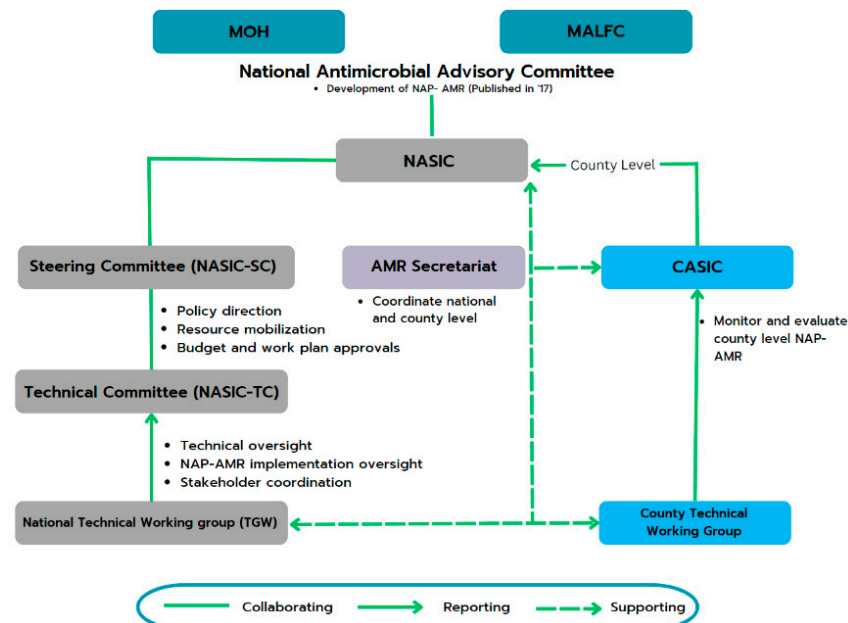 MOH
MALFC
National Antimicrobial Advisory Committee
• Development of NAP- AMR (Published in '17)
NASIC
County Level
Steering Committee (NASIC-SC)
AMR Secretariat
CASIC
• Coordinate national
and county level
• Policy direction
• Resource mobilization
• Budget and work plan approvals
• Monitor and evaluate
county level NAP-
AMR
Technical Committee (NASIC-TC)
• Technical oversight
• NAP-AMR implementation oversight
• Stakeholder coordination
National Technical Working group (TGW)
County Technical
Working Group
Collaborating
Reporting
Supporting